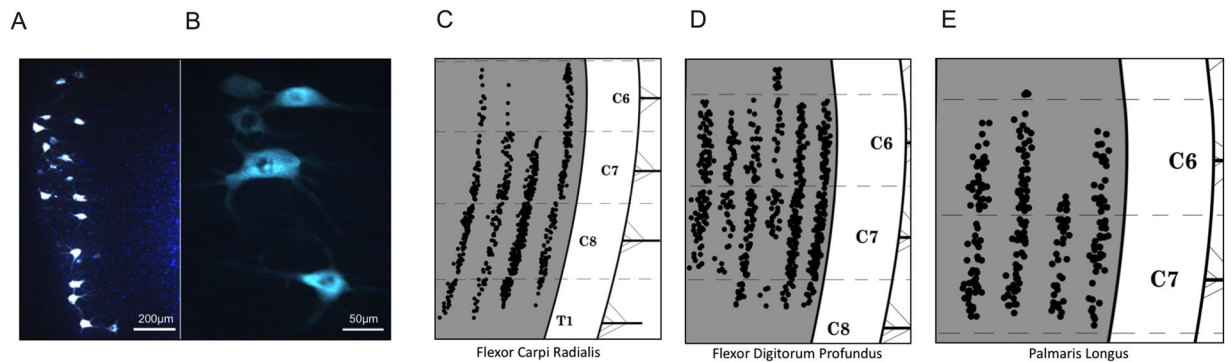 A
B
C
D
E
200µm
50µm
C6
C7
C8
T1
Flexor Carpi Radialis
C6
C7
C8
Flexor Digitorum Profundus
C6
C7
Palmaris Longus